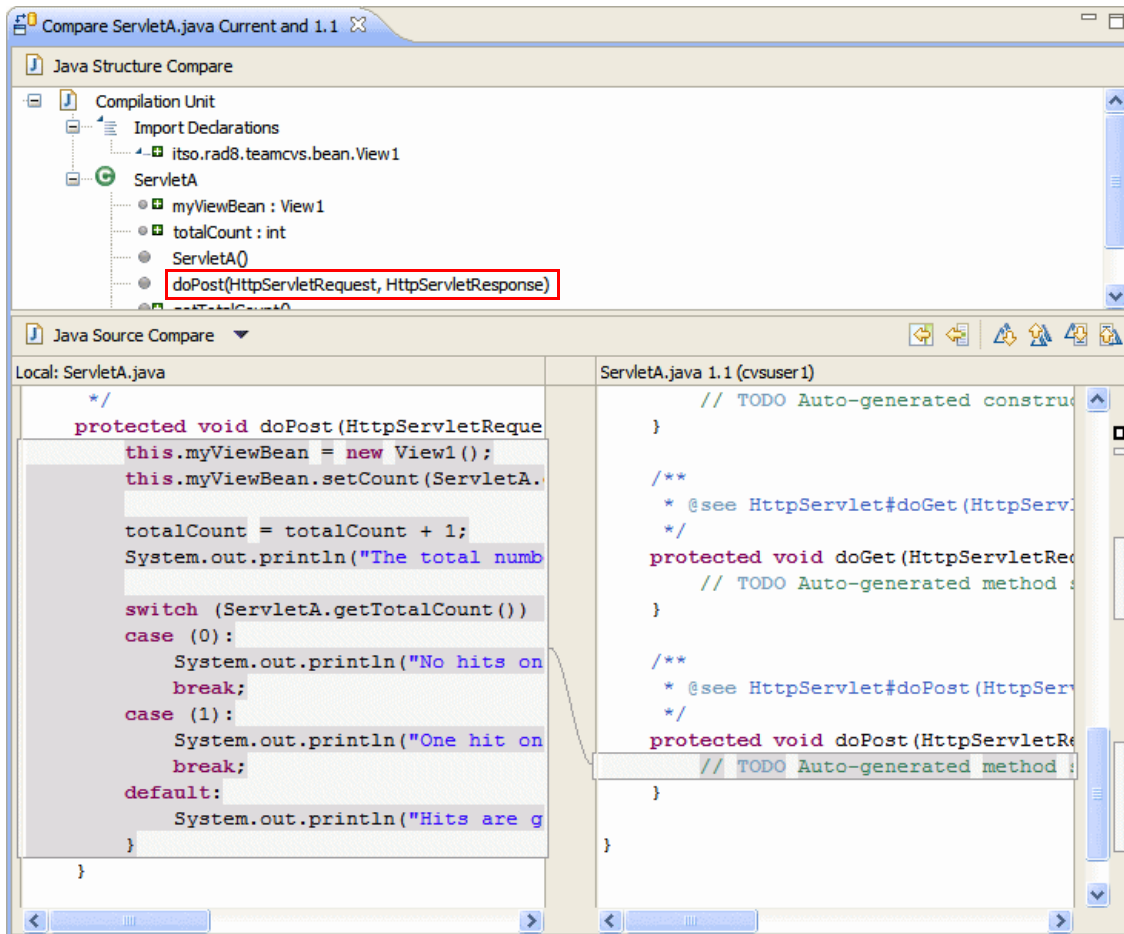 Compare ServletA.java Current and 1.1
Java Structure Compare
Compilation Unit
Import Declarations
itso.rad8.teamcvs.bean.View1
ServletA
myViewBean : View1
totalCount : int
ServletA()
doPost(HttpServletRequest, HttpServletResponse)
getTotalCount()
Java Source Compare
Local: ServletA.java
*/
protected void doPost(HttpServletReque
this.myViewBean = new View1();
this.myViewBean.setCount(ServletA.
totalCount = totalCount + 1;
System.out.println("The total numb
switch (ServletA.getTotalCount())
case (0):
System.out.println("No hits on
break;
case (1):
System.out.println("One hit on
break;
default:
System.out.println("Hits are g
}
}
ServletA.java 1.1 (cvsuser1)
// TODO Auto-generated construc
}
/**
* @see HttpServlet#doGet(HttpServl
*/
protected void doGet(HttpServletReq
// TODO Auto-generated method s
}
/**
* @see HttpServlet#doPost(HttpServ
*/
protected void doPost(HttpServletRe
// TODO Auto-generated method s
}
}